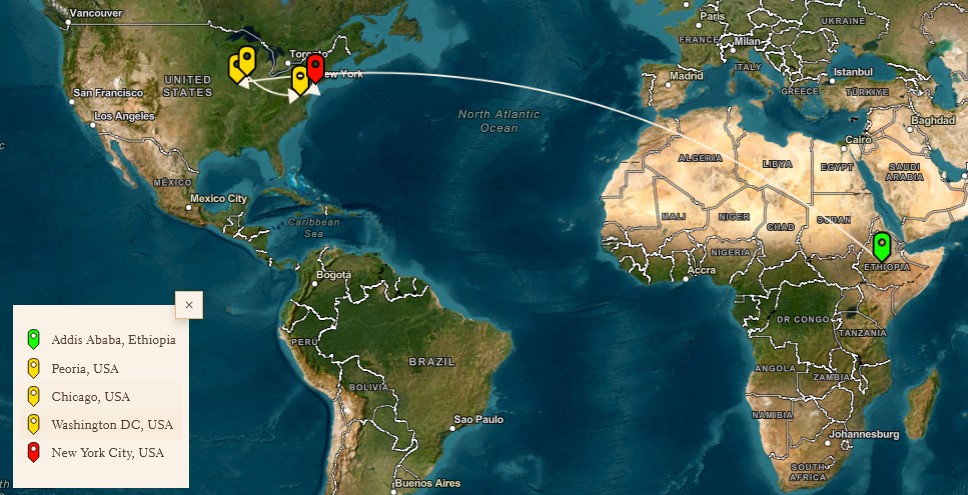 Vancouver
Paris
UKRAINE
FRANCE
Milan
Toronto
ITALY
Istanbul
UNITED
STATES
New York
Madrid
GREECE
TÜRKIYE
San Francisco
Los Angeles
North Atlantic
Ocean
Baghdad
Cairo
ALGERIA
LIBYA
EGYPT
SAUDI
ARABIA
MÉXICO
Mexico City
MALI
NIGER
CHAD
SUDAN
Caribbean
Sea
NIGERIA
ETHIOPIA
Bogotá
Accra
×
DR CONGO
TANZANIA
Addis Ababa, Ethiopia
PERÚ
BRAZIL
Peoria, USA
ANGOLA
ZAMBIA
BOLIVIA
Chicago, USA
NAMIBIA
Washington DC, USA
Sao Paulo
Johannesburg
New York City, USA
SOUTH
AFRICA
Buenos Aires